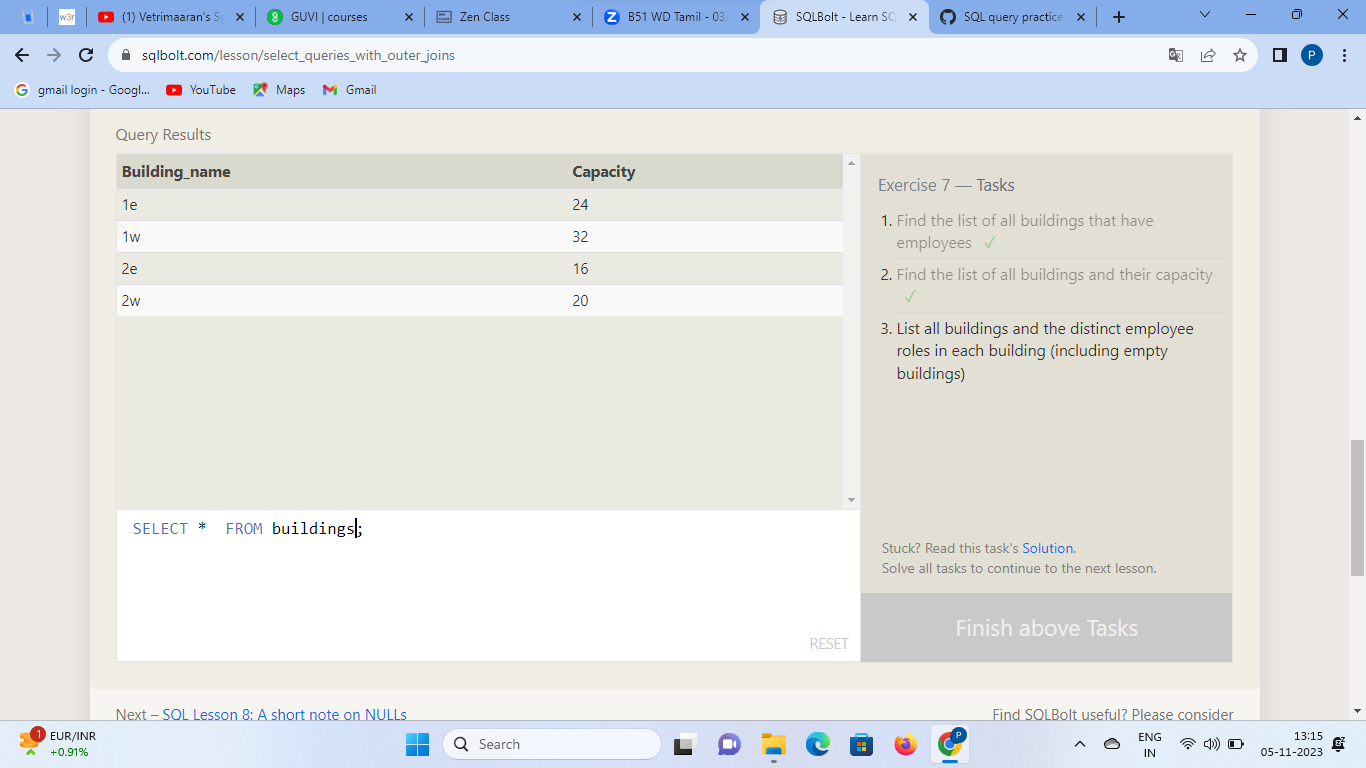 (1) Vetrimaaran's Sp
GUVI | courses
Zen Class
B51 WD Tamil - 03
SQLBolt - Learn SQ
SQL query practice
sqlbolt.com/lesson/select_queries_with_outer_joins
P
gmail login - Googl...
YouTube
Maps
Gmail
Query Results
Building_name Capacity
1e 24
1w 32
2e 16
2w 20
Exercise 7 — Tasks
1. Find the list of all buildings that have
employees ✓
2. Find the list of all buildings and their capacity
✓
3. List all buildings and the distinct employee
roles in each building (including empty
buildings)
Stuck? Read this task's Solution.
Solve all tasks to continue to the next lesson.
Finish above Tasks
SELECT *  FROM buildings;
RESET
Next – SQL Lesson 8: A short note on NULLs
Find SQLBolt useful? Please consider
1
EUR/INR
+0.91%
Search
P
ENG
IN
13:15
05-11-2023